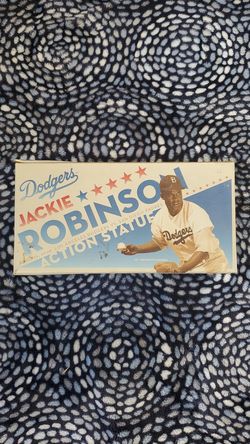 Dodgers
JACKIE
ROBINSON
ACTION STATUE
B
Dodgers